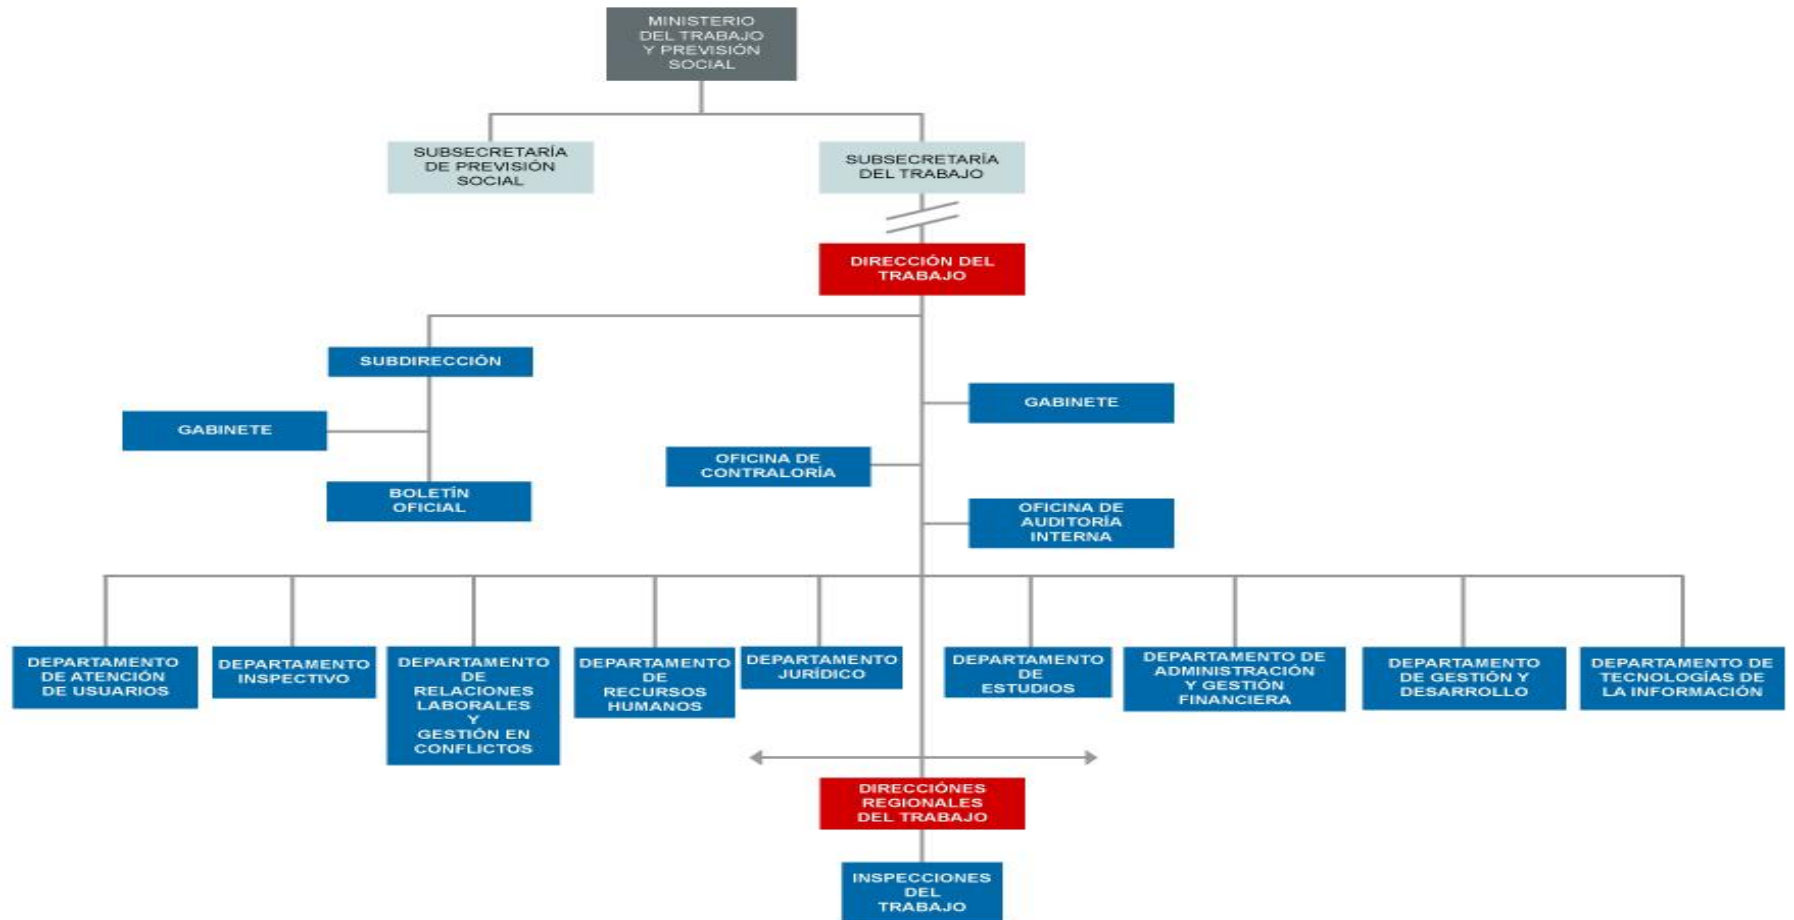 MINISTERIO
DEL TRABAJO
Y PREVISIÓN
SOCIAL
SUBSECRETARÍA
DE PREVISIÓN
SOCIAL
SUBSECRETARÍA
DEL TRABAJO
DIRECCIÓN DEL
TRABAJO
SUBDIRECCIÓN
GABINETE
GABINETE
OFICINA DE
CONTRALORÍA
BOLETÍN
OFICIAL
OFICINA DE
AUDITORÍA
INTERNA
DEPARTAMENTO
DE ATENCIÓN
DE USUARIOS
DEPARTAMENTO
INSPECTIVO
DEPARTAMENTO
DE
RELACIONES
LABORALES
Y
GESTIÓN EN
CONFLICTOS
DEPARTAMENTO
DE
RECURSOS
HUMANOS
DEPARTAMENTO
JURÍDICO
DEPARTAMENTO
DE
ESTUDIOS
DEPARTAMENTO DE
ADMINISTRACIÓN
Y GESTIÓN
FINANCIERA
DEPARTAMENTO
DE GESTIÓN Y
DESARROLLO
DEPARTAMENTO DE
TECNOLOGÍAS DE
LA INFORMACIÓN
DIRECCIÓNES
REGIONALES
DEL TRABAJO
INSPECCIONES
DEL
TRABAJO